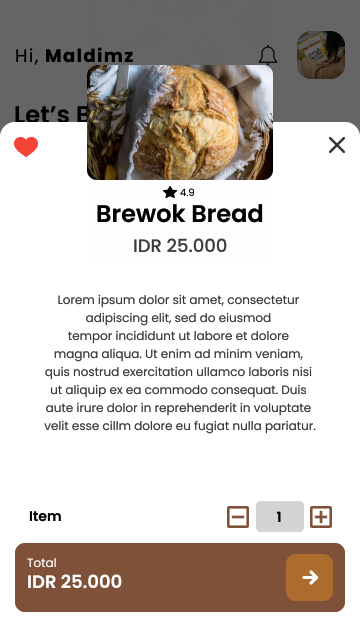 Hi, Maldimz
Let's B
4.9
Brewok Bread
IDR 25.000
Lorem ipsum dolor sit amet, consectetur
adipiscing elit, sed do eiusmod
tempor incididunt ut labore et dolore
magna aliqua. Ut enim ad minim veniam,
quis nostrud exercitation ullamco laboris nisi
ut aliquip ex ea commodo consequat. Duis
aute irure dolor in reprehenderit in voluptate
velit esse cillm dolore eu fugiat nulla pariatur.
Item
1
Total
IDR 25.000